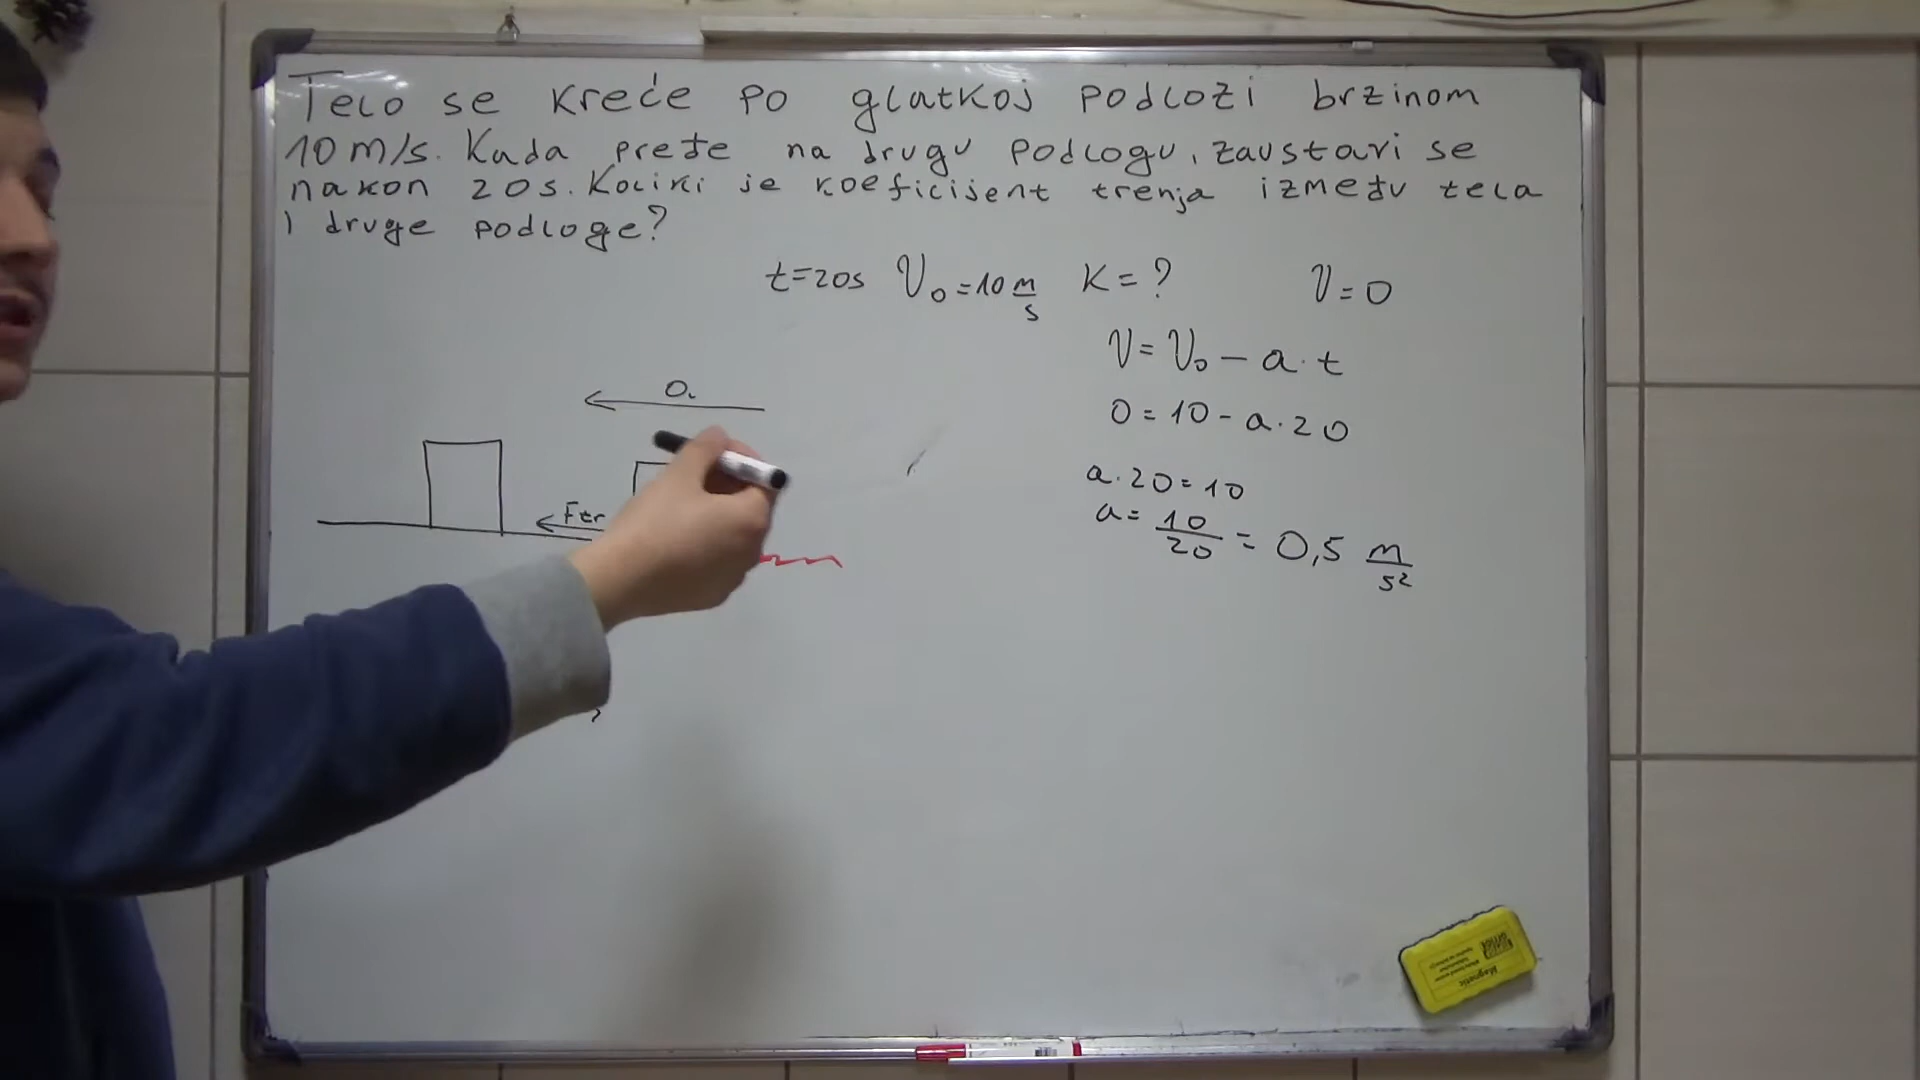 Telo se kreće po glatkoj podlozi brzinom
10 m/s. Kada pređe na drugu podlogu, zaustavi se
nakon 20s. Koliki je koeficijent trenja između tela
i druge podloge?
t=20s V₀=10 m/s K=? V=0
V=V₀-a·t
0=10-a·20
a·20=10
a=10/20=0,5 m/s²
a
Ftr
Magnetic